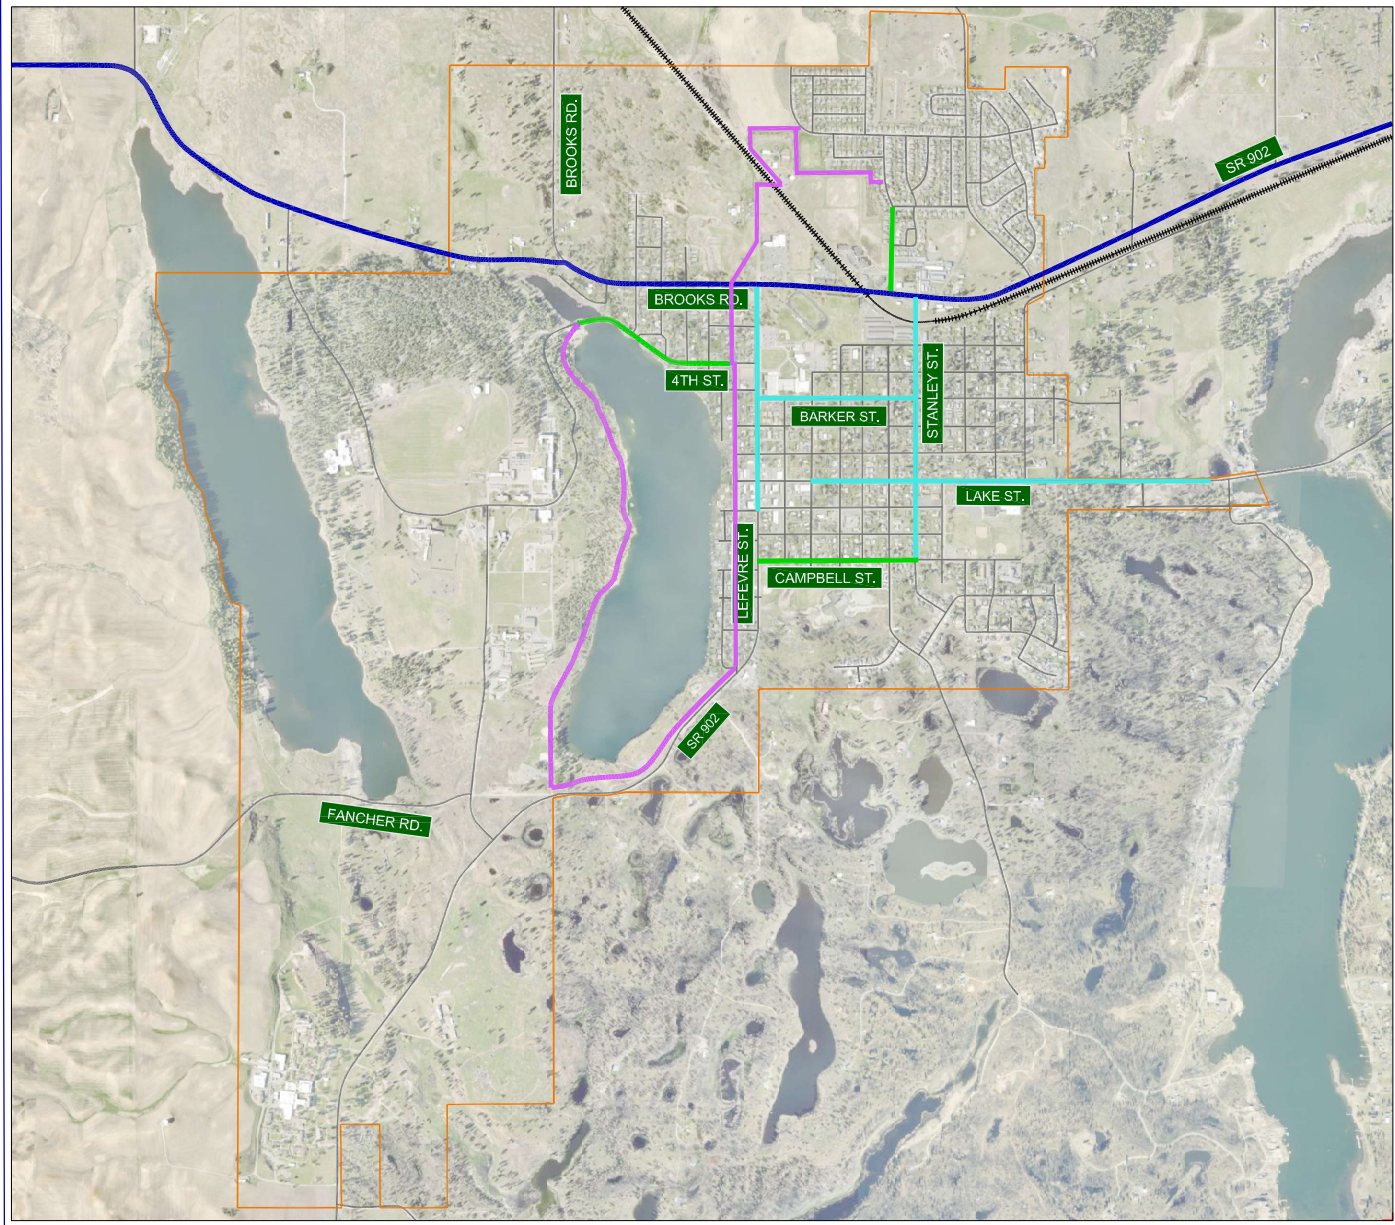 BROOKS RD.
SR 902
BROOKS RD.
4TH ST.
STANLEY ST.
BARKER ST.
LAKE ST.
LEFEVRE ST.
CAMPBELL ST.
SR 902
FANCHER RD.